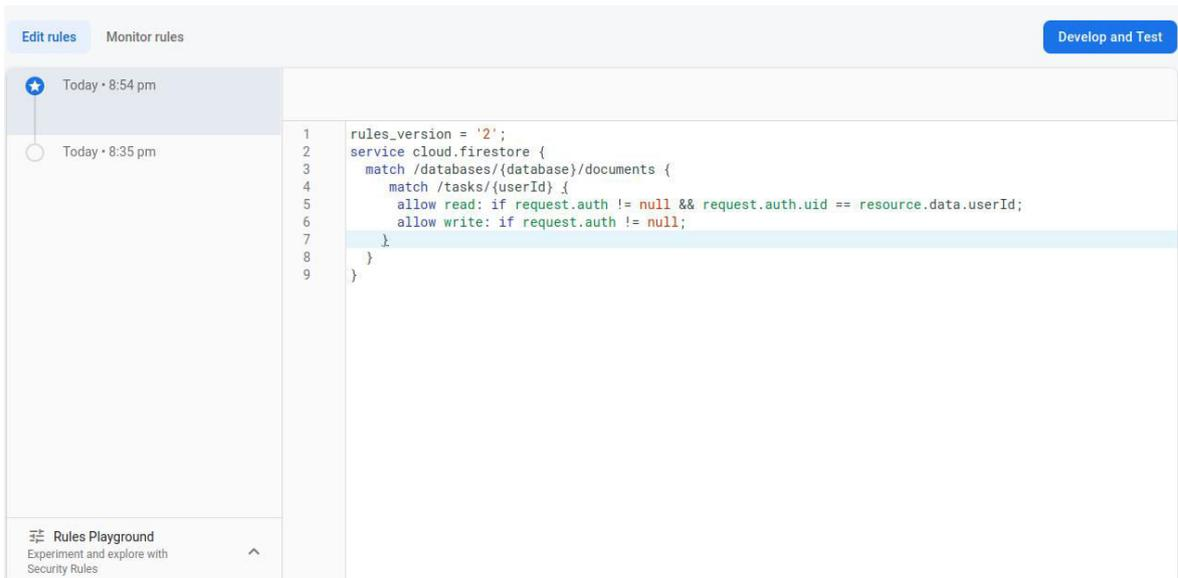 Edit rules
Monitor rules
Develop and Test
Today • 8:54 pm
Today • 8:35 pm
1 rules_version = '2';
2 service cloud.firestore {
3   match /databases/{database}/documents {
4      match /tasks/{userId} {
5       allow read: if request.auth != null && request.auth.uid == resource.data.userId;
6       allow write: if request.auth != null;
7     }
8   }
9 }
Rules Playground
Experiment and explore with
Security Rules